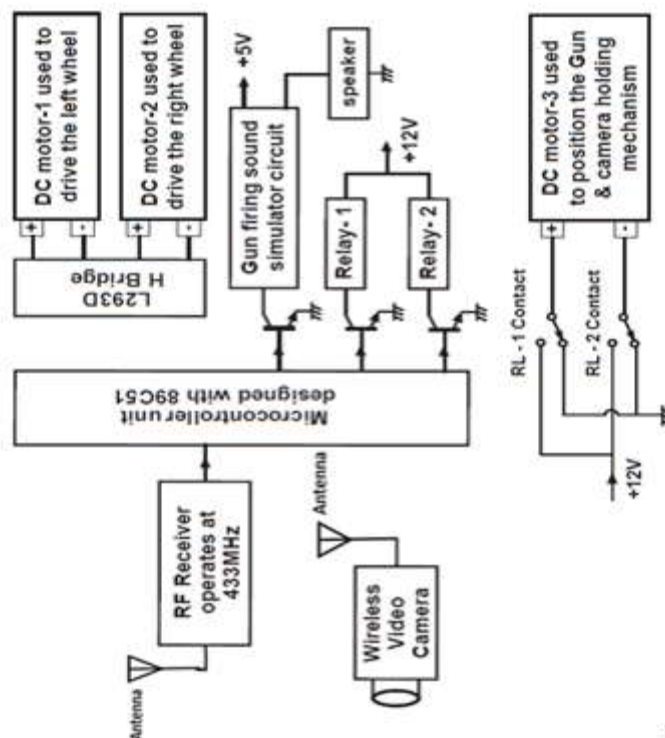 DC motor-1 used to
drive the left wheel
+
-
DC motor-2 used to
drive the right wheel
+
-
L293D
H Bridge
+5V
Gun firing sound
simulator circuit
speaker
+12V
Relay- 1
Relay- 2
DC motor-3 used
to position the Gun
& camera holding
mechanism
+
-
RL - 1 Contact
RL - 2 Contact
+12V
Microcontroller unit
designed with 89C51
RF Receiver
operates at
433MHz
Antenna
Antenna
Wireless
Video
Camera